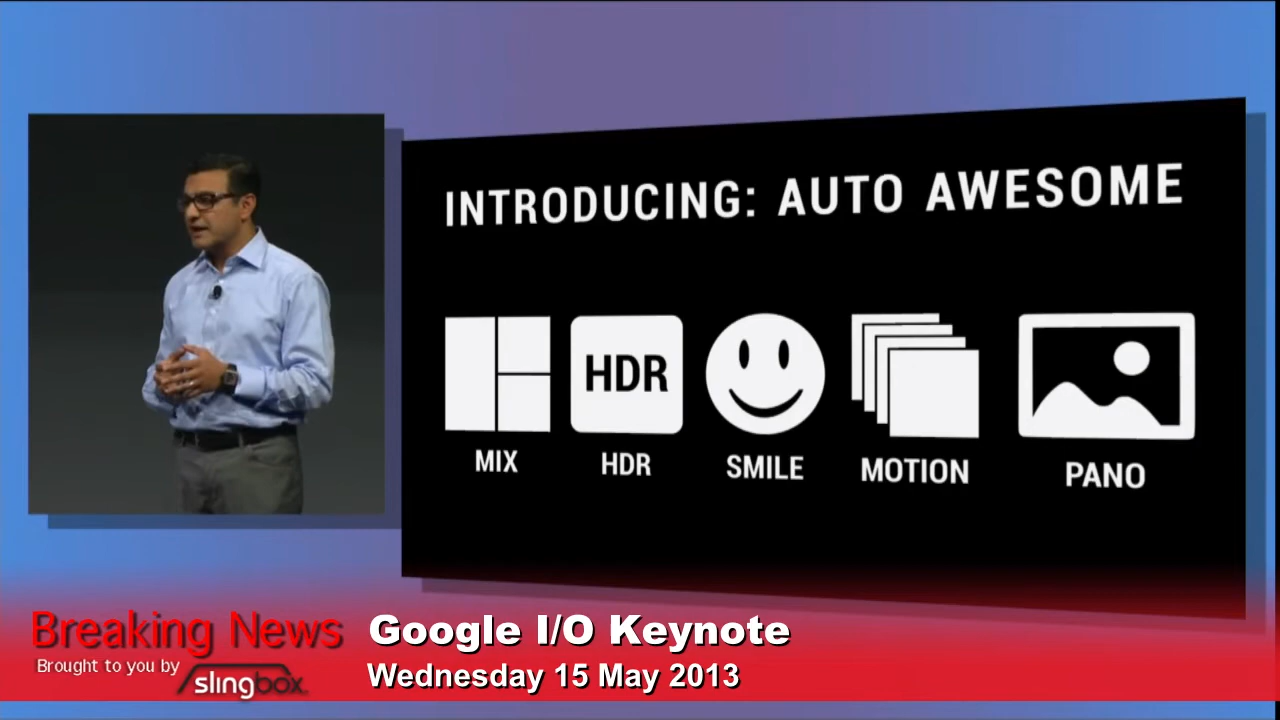 INTRODUCING: AUTO AWESOME
HDR
MIX HDR SMILE MOTION PANO
Breaking News
Brought to you by
slingbox.
Google I/O Keynote
Wednesday 15 May 2013